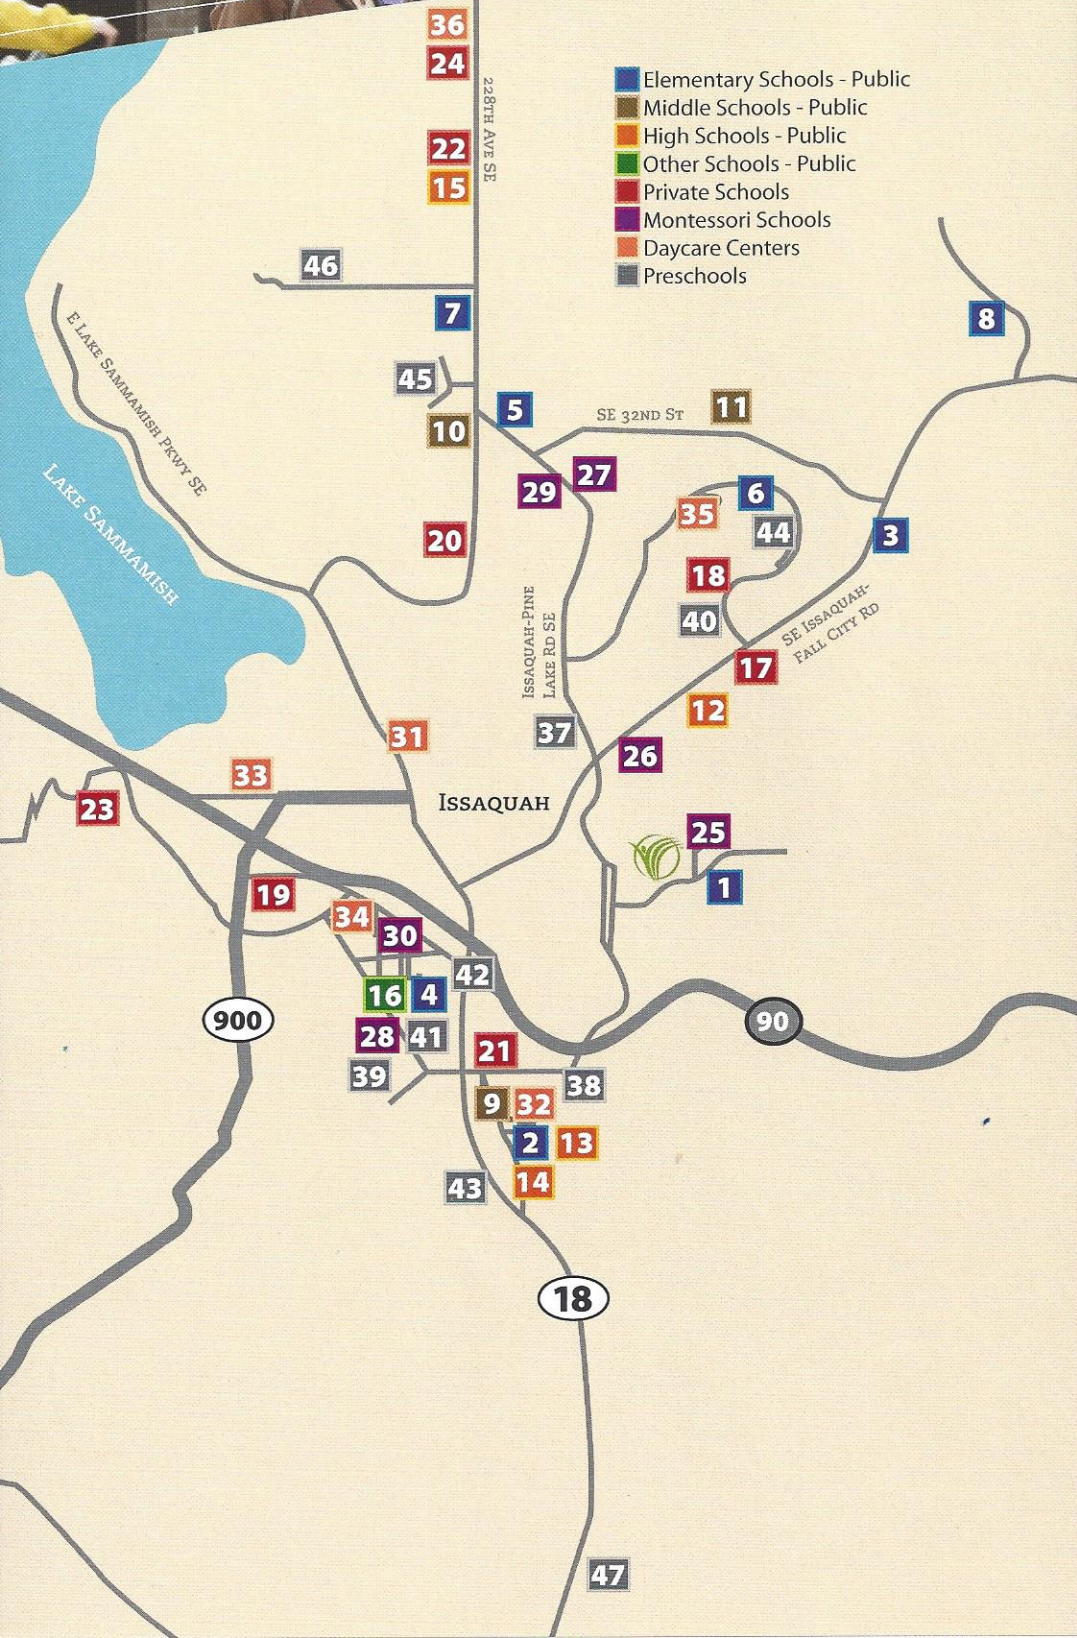 36
24
228TH AVE SE
22
15
Elementary Schools - Public
Middle Schools - Public
High Schools - Public
Other Schools - Public
Private Schools
Montessori Schools
Daycare Centers
Preschools
46
7
8
E LAKE SAMMAMISH PKWY SE
45
5
SE 32ND ST
11
10
LAKE SAMMAMISH
29
27
35
6
44
3
20
18
40
ISSAQUAH-PINE
LAKE RD SE
SE ISSAQUAH-
FALL CITY RD
17
12
31
37
26
33
23
ISSAQUAH
25
1
19
34
30
42
16
4
900
90
28
41
21
39
38
9
32
2
13
43
14
18
47